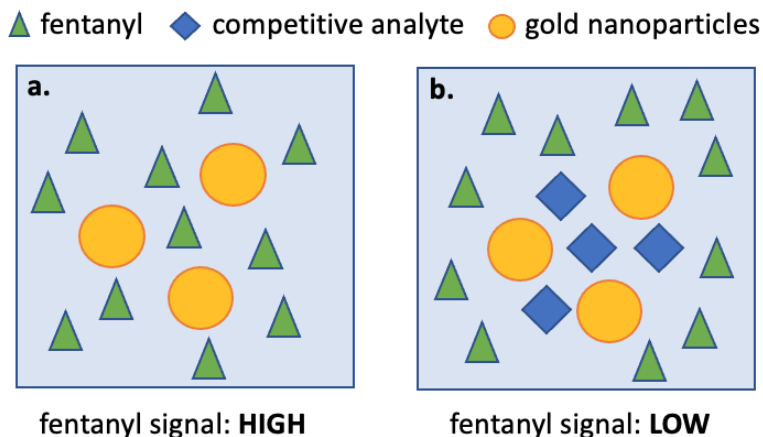 fentanyl competitive analyte gold nanoparticles
a. b.
fentanyl signal: HIGH fentanyl signal: LOW